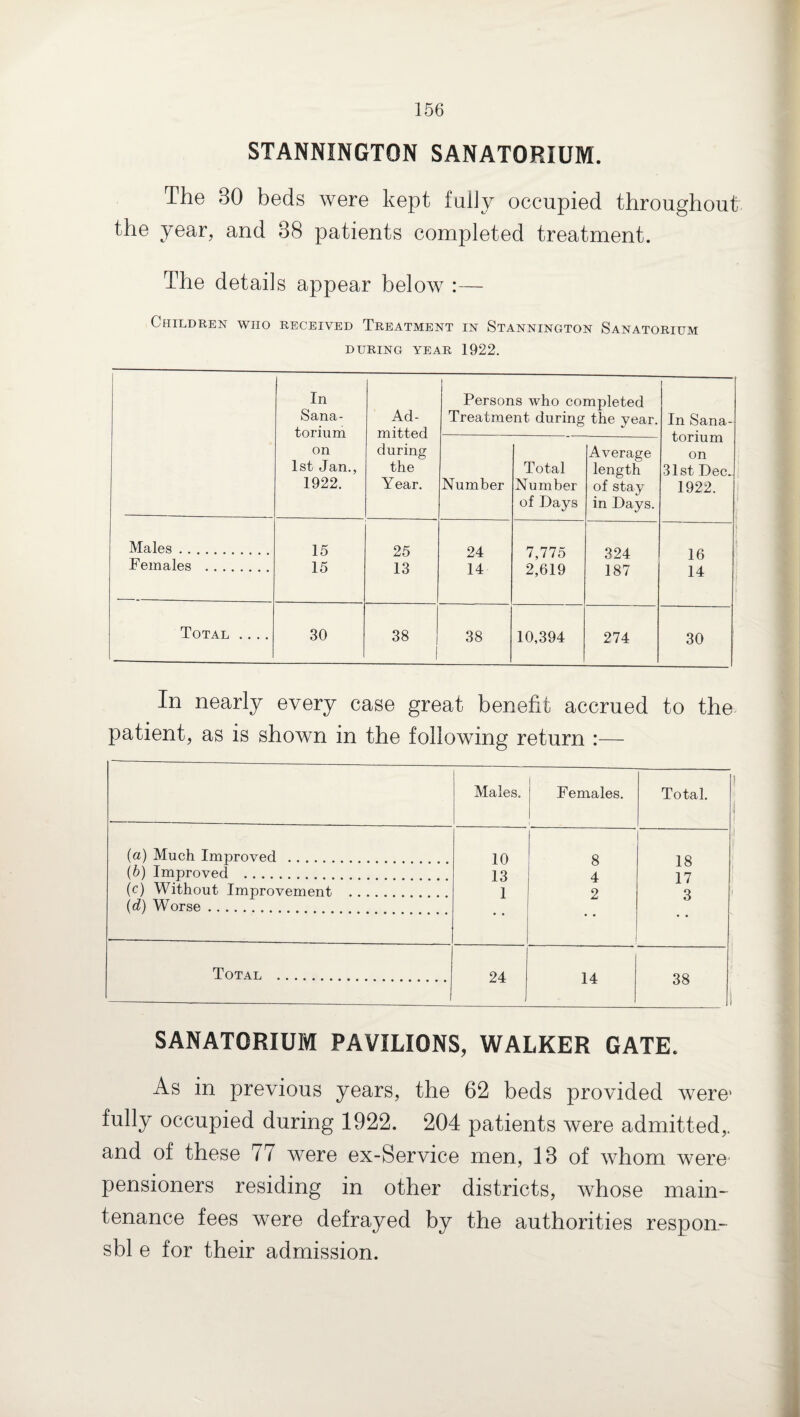 156
STANNINGTON SANATORIUM.
The 30 beds were kept fully occupied throughout
the year, and 38 patients completed treatment.
The details appear below :—
Children who received Treatment in Stannington Sanatorium
during year 1922.
In Sana-torium on 1st Jan., 1922. | Ad-mitted during the Year. | Persons who completed Treatment during the year. | In Sana-torium on 31st Dec. 1922.
Number | Total Number of Days | Average length of stay in Days.
Males ........... 15 25 24 7,775 324 16
Females ........ 15 13 14 2,619 187 14
Total .... 30 38 38 10,394 274 30
In nearly every case great benefit accrued to the
patient, as is shown in the following return :—
Males. Females. Total.
(a) Much Improved .................... 10 8 18
(b) Improved ......................... 13 4 17
(c) Without Improvement ............ 1 2 3
(d) Worse ............................. .. .. ..
Total ...................... 24 14 38
SANATORIUM PAVILIONS, WALKER GATE.
As in previous years, the 62 beds provided were
fully occupied during 1922. 204 patients were admitted,
and of these 77 were ex-Service men, 13 of whom were
pensioners residing in other districts, whose main-
tenance fees were defrayed by the authorities respon-
sbl e for their admission.